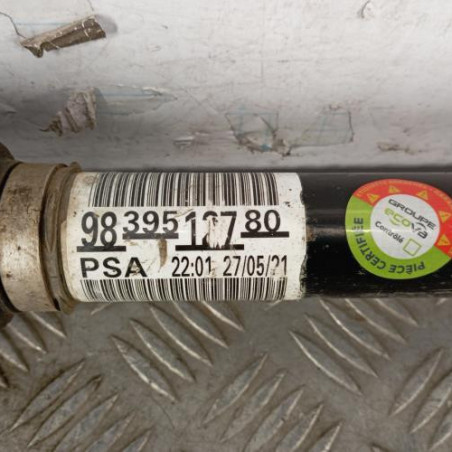 98 395 127 80
PSA 22:01 27/05/21
GROUPE
ecoVa
Contrôlé
PIÈCE CERTIFIÉE